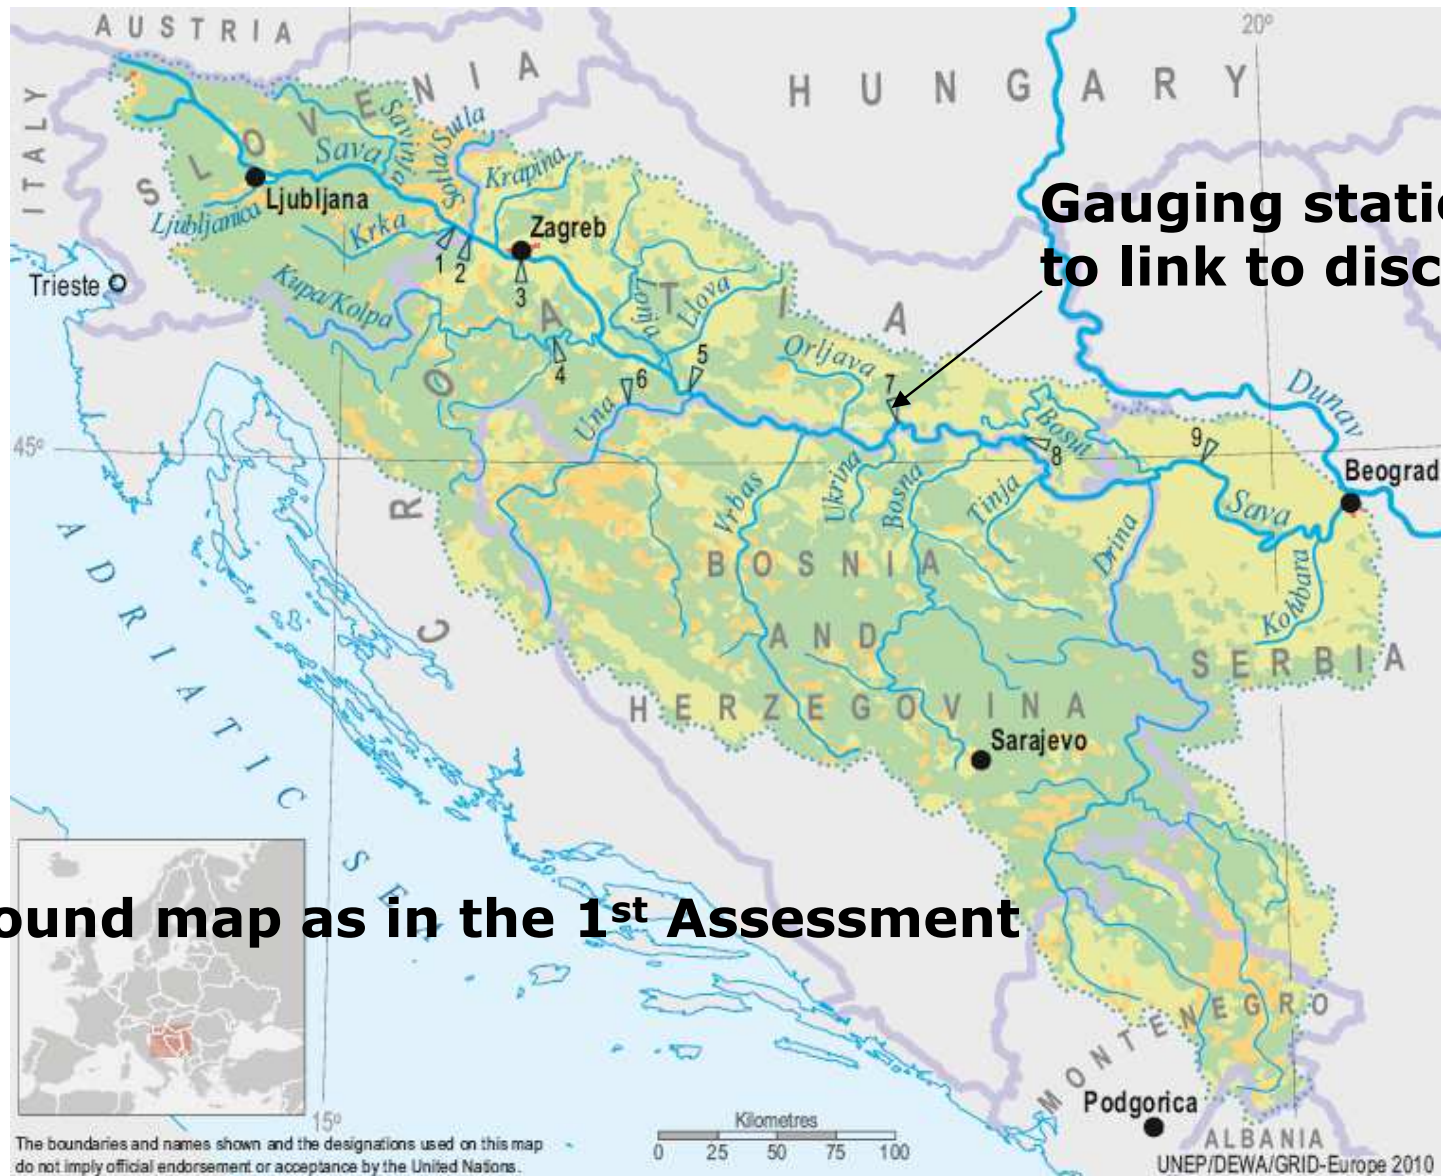 AUSTRIA
20º
HUNGARY
ITALY
SLOVENIA
Savinja
Sotla/Sutla
Sava
Krapina
Ljubljana
Ljubljanica
Krka
Zagreb
Gauging statio
to link to disc
1
2
3
Trieste
Kupa/Kolpa
CROATIA
Lonja
Llova
Orljava
4
5
6
7
Una
Dunav
45º
Bosut
8
9
Beograd
Vrbas
Ukrina
Bosna
Tinja
Drina
Sava
Kohbara
BOSNIA
AND
HERZEGOVINA
SERBIA
Sarajevo
ADRIATIC SEA
ound map as in the 1st Assessment
MONTENEGRO
Podgorica
ALBANIA
15º
Kilometres
0 25 50 75 100
The boundaries and names shown and the designations used on this map
do not imply official endorsement or acceptance by the United Nations.
UNEP/DEWA/GRID-Europe 2010